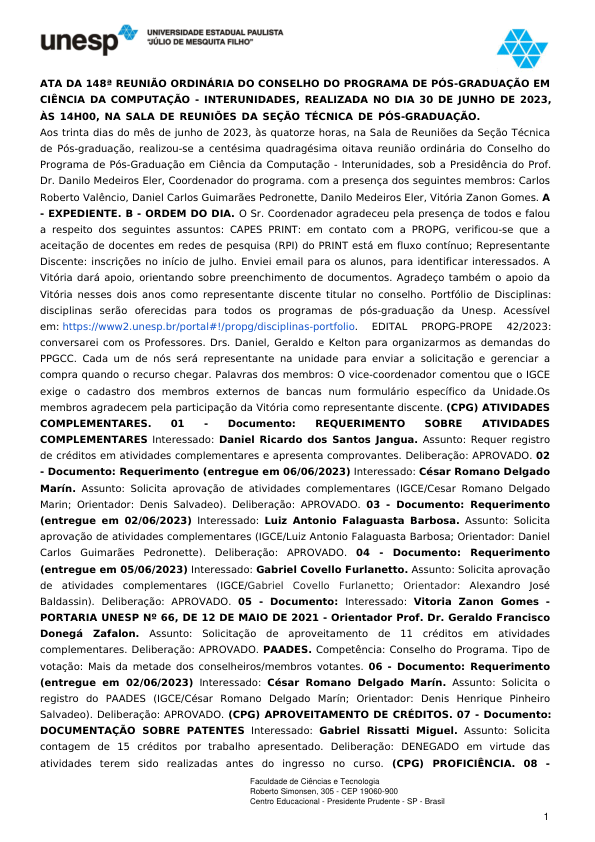 unesp
UNIVERSIDADE ESTADUAL PAULISTA
"JÚLIO DE MESQUITA FILHO"
ATA DA 148ª REUNIÃO ORDINÁRIA DO CONSELHO DO PROGRAMA DE PÓS-GRADUAÇÃO EM
CIÊNCIA DA COMPUTAÇÃO - INTERUNIDADES, REALIZADA NO DIA 30 DE JUNHO DE 2023,
ÀS 14H00, NA SALA DE REUNIÕES DA SEÇÃO TÉCNICA DE PÓS-GRADUAÇÃO.
Aos trinta dias do mês de junho de 2023, às quatorze horas, na Sala de Reuniões da Seção Técnica
de Pós-graduação, realizou-se a centésima quadragésima oitava reunião ordinária do Conselho do
Programa de Pós-Graduação em Ciência da Computação - Interunidades, sob a Presidência do Prof.
Dr. Danilo Medeiros Eler, Coordenador do programa. com a presença dos seguintes membros: Carlos
Roberto Valêncio, Daniel Carlos Guimarães Pedronette, Danilo Medeiros Eler, Vitória Zanon Gomes. A
- EXPEDIENTE. B - ORDEM DO DIA. O Sr. Coordenador agradeceu pela presença de todos e falou
a respeito dos seguintes assuntos: CAPES PRINT: em contato com a PROPG, verificou-se que a
aceitação de docentes em redes de pesquisa (RPI) do PRINT está em fluxo contínuo; Representante
Discente: inscrições no início de julho. Enviei email para os alunos, para identificar interessados. A
Vitória dará apoio, orientando sobre preenchimento de documentos. Agradeço também o apoio da
Vitória nesses dois anos como representante discente titular no conselho. Portfólio de Disciplinas:
disciplinas serão oferecidas para todos os programas de pós-graduação da Unesp. Acessível
em: https://www2.unesp.br/portal#!/propg/disciplinas-portfolio. EDITAL PROPG-PROPE 42/2023:
conversarei com os Professores. Drs. Daniel, Geraldo e Kelton para organizarmos as demandas do
PPGCC. Cada um de nós será representante na unidade para enviar a solicitação e gerenciar a
compra quando o recurso chegar. Palavras dos membros: O vice-coordenador comentou que o IGCE
exige o cadastro dos membros externos de bancas num formulário específico da Unidade.Os
membros agradecem pela participação da Vitória como representante discente. (CPG) ATIVIDADES
COMPLEMENTARES. 01 - Documento: REQUERIMENTO SOBRE ATIVIDADES
COMPLEMENTARES Interessado: Daniel Ricardo dos Santos Jangua. Assunto: Requer registro
de créditos em atividades complementares e apresenta comprovantes. Deliberação: APROVADO. 02
- Documento: Requerimento (entregue em 06/06/2023) Interessado: César Romano Delgado
Marín. Assunto: Solicita aprovação de atividades complementares (IGCE/Cesar Romano Delgado
Marin; Orientador: Denis Salvadeo). Deliberação: APROVADO. 03 - Documento: Requerimento
(entregue em 02/06/2023) Interessado: Luiz Antonio Falaguasta Barbosa. Assunto: Solicita
aprovação de atividades complementares (IGCE/Luiz Antonio Falaguasta Barbosa; Orientador: Daniel
Carlos Guimarães Pedronette). Deliberação: APROVADO. 04 - Documento: Requerimento
(entregue em 05/06/2023) Interessado: Gabriel Covello Furlanetto. Assunto: Solicita aprovação
de atividades complementares (IGCE/Gabriel Covello Furlanetto; Orientador: Alexandro José
Baldassin). Deliberação: APROVADO. 05 - Documento: Interessado: Vitoria Zanon Gomes -
PORTARIA UNESP Nº 66, DE 12 DE MAIO DE 2021 - Orientador Prof. Dr. Geraldo Francisco
Donegá Zafalon. Assunto: Solicitação de aproveitamento de 11 créditos em atividades
complementares. Deliberação: APROVADO. PAADES. Competência: Conselho do Programa. Tipo de
votação: Mais da metade dos conselheiros/membros votantes. 06 - Documento: Requerimento
(entregue em 02/06/2023) Interessado: César Romano Delgado Marín. Assunto: Solicita o
registro do PAADES (IGCE/César Romano Delgado Marín; Orientador: Denis Henrique Pinheiro
Salvadeo). Deliberação: APROVADO. (CPG) APROVEITAMENTO DE CRÉDITOS. 07 - Documento:
DOCUMENTAÇÃO SOBRE PATENTES Interessado: Gabriel Rissatti Miguel. Assunto: Solicita
contagem de 15 créditos por trabalho apresentado. Deliberação: DENEGADO em virtude das
atividades terem sido realizadas antes do ingresso no curso. (CPG) PROFICIÊNCIA. 08 -
Faculdade de Ciências e Tecnologia
Roberto Simonsen, 305 - CEP 19060-900
Centro Educacional - Presidente Prudente - SP - Brasil
1